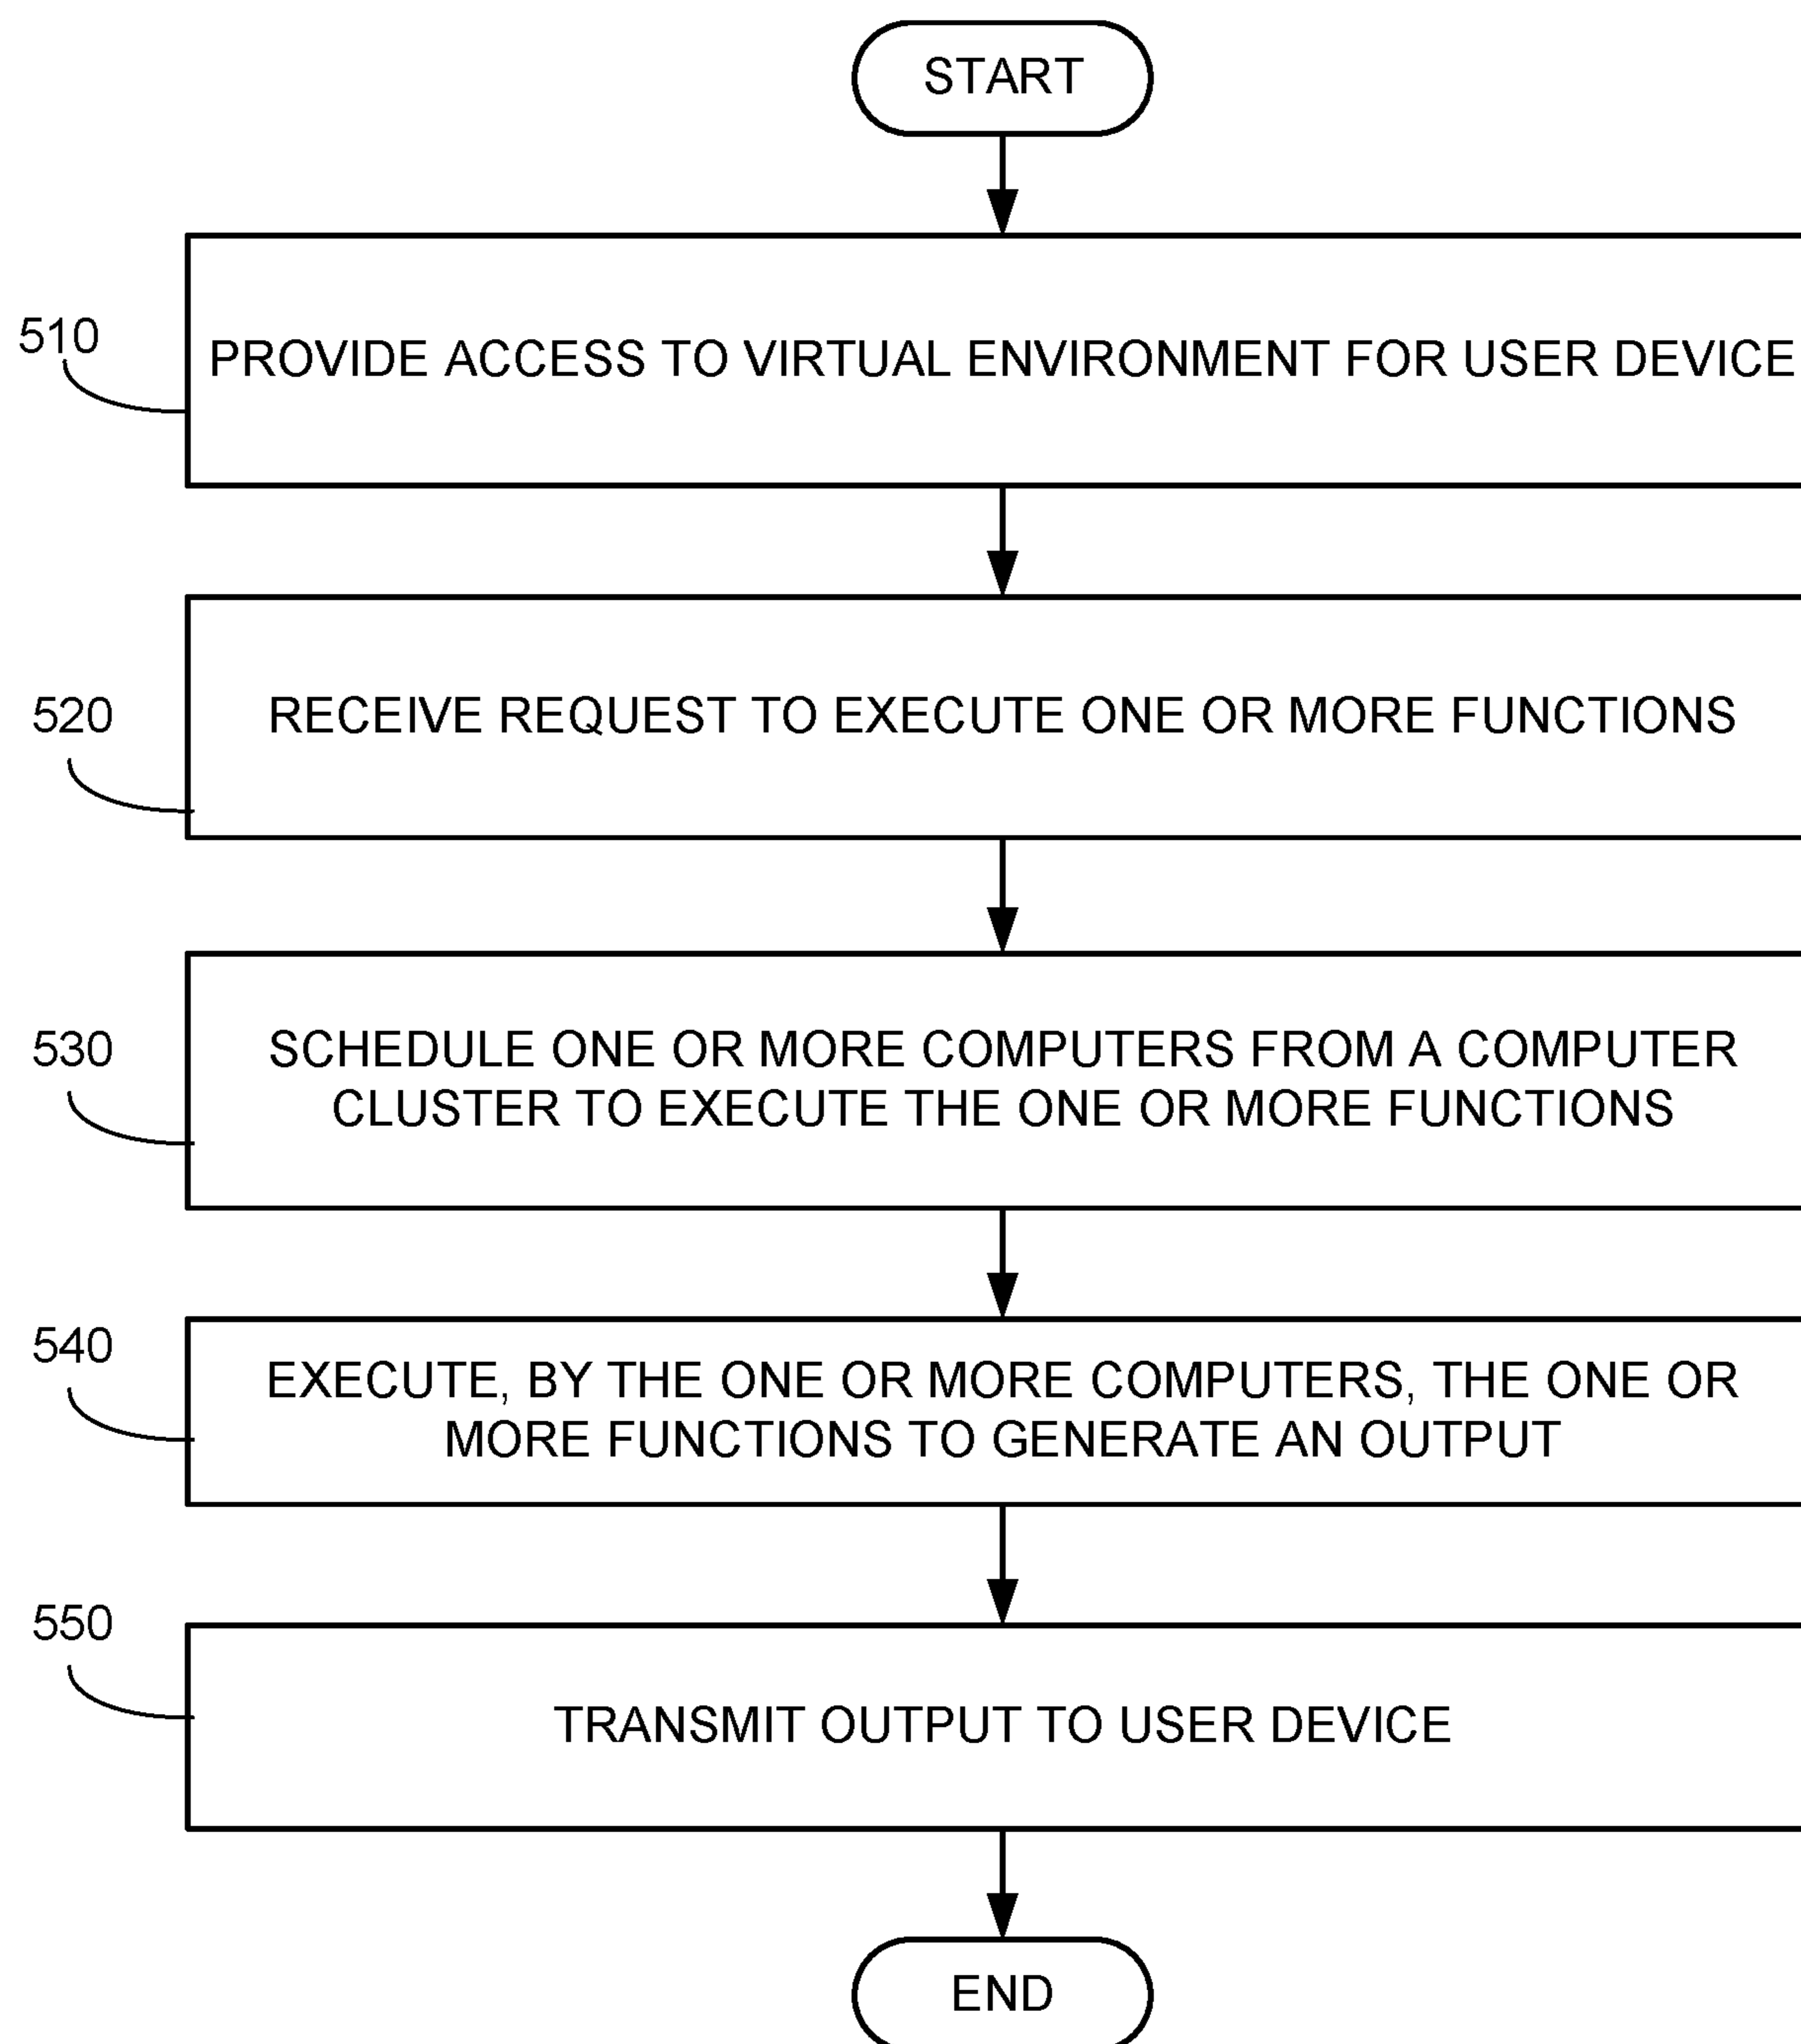 START
510
PROVIDE ACCESS TO VIRTUAL ENVIRONMENT FOR USER DEVICE
520
RECEIVE REQUEST TO EXECUTE ONE OR MORE FUNCTIONS
530
SCHEDULE ONE OR MORE COMPUTERS FROM A COMPUTER
CLUSTER TO EXECUTE THE ONE OR MORE FUNCTIONS
540
EXECUTE, BY THE ONE OR MORE COMPUTERS, THE ONE OR
MORE FUNCTIONS TO GENERATE AN OUTPUT
550
TRANSMIT OUTPUT TO USER DEVICE
END